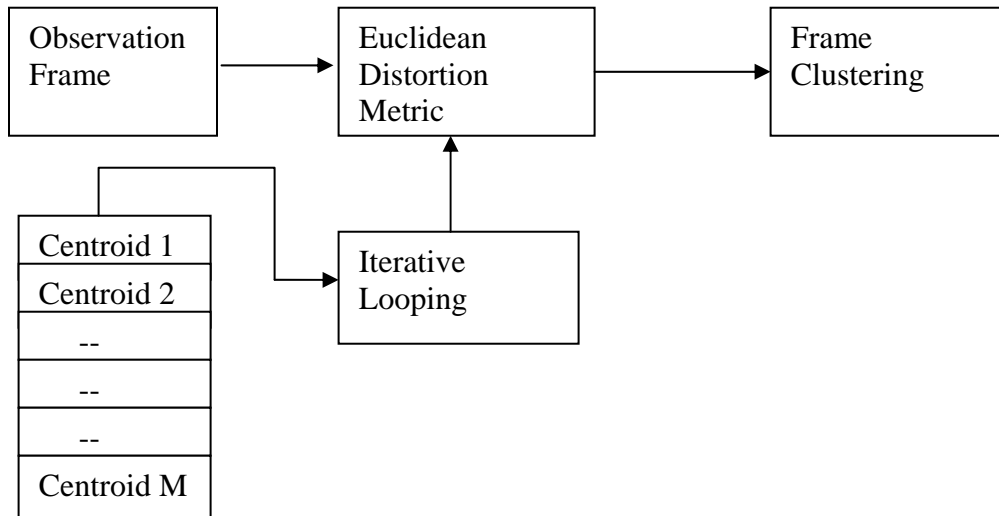 Observation
Frame
Euclidean
Distortion
Metric
Frame
Clustering
Centroid 1
Centroid 2
--
--
--
Centroid M
Iterative
Looping